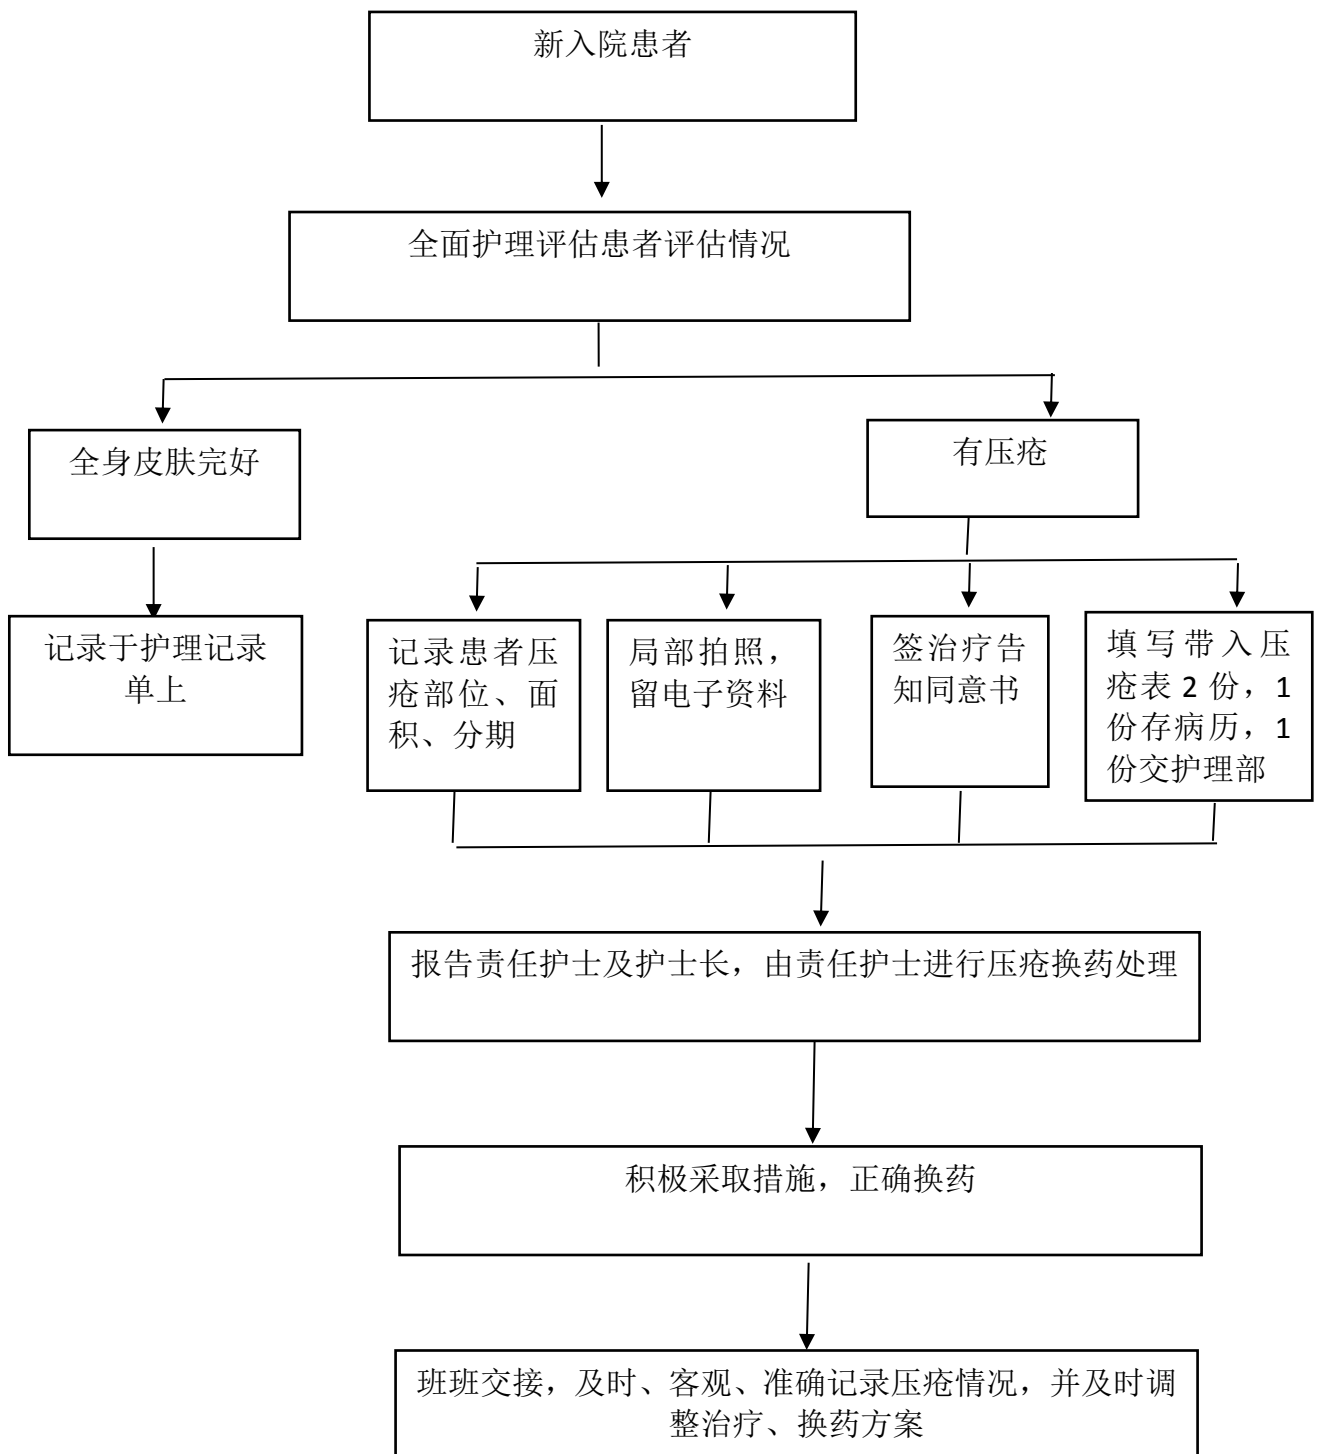 新入院患者
全面护理评估患者评估情况
全身皮肤完好
有压疮
记录于护理记录
单上
记录患者压
疮部位、面
积、分期
局部拍照，
留电子资料
签治疗告
知同意书
填写带入压
疮表 2 份，1
份存病历，1
份交护理部
报告责任护士及护士长，由责任护士进行压疮换药处理
积极采取措施，正确换药
班班交接，及时、客观、准确记录压疮情况，并及时调
整治疗、换药方案